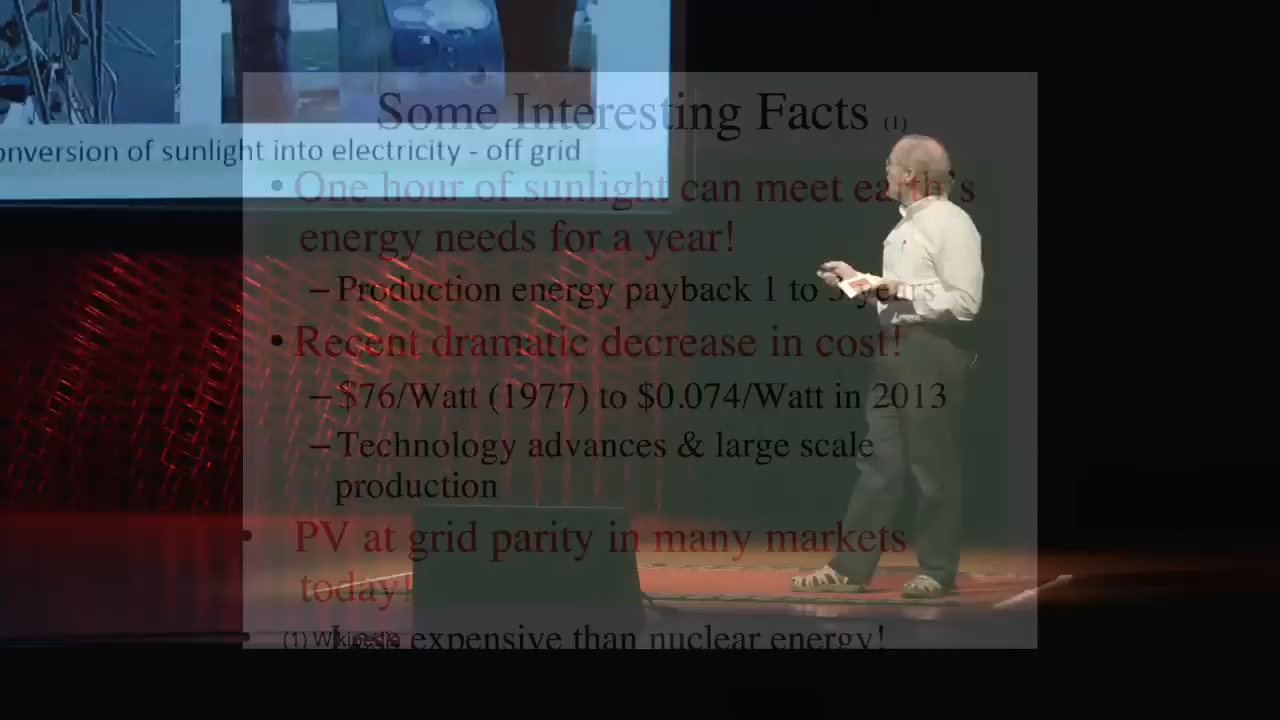 onversion of sunlight into electricity - off grid
Some Interesting Facts (1)
• One hour of sunlight can meet earth's
energy needs for a year!
– Production energy payback 1 to 3 years
• Recent dramatic decrease in cost!
– $76/Watt (1977) to $0.074/Watt in 2013
– Technology advances & large scale
production
• PV at grid parity in many markets
today!
(1) Wikipedia
Less expensive than nuclear energy!